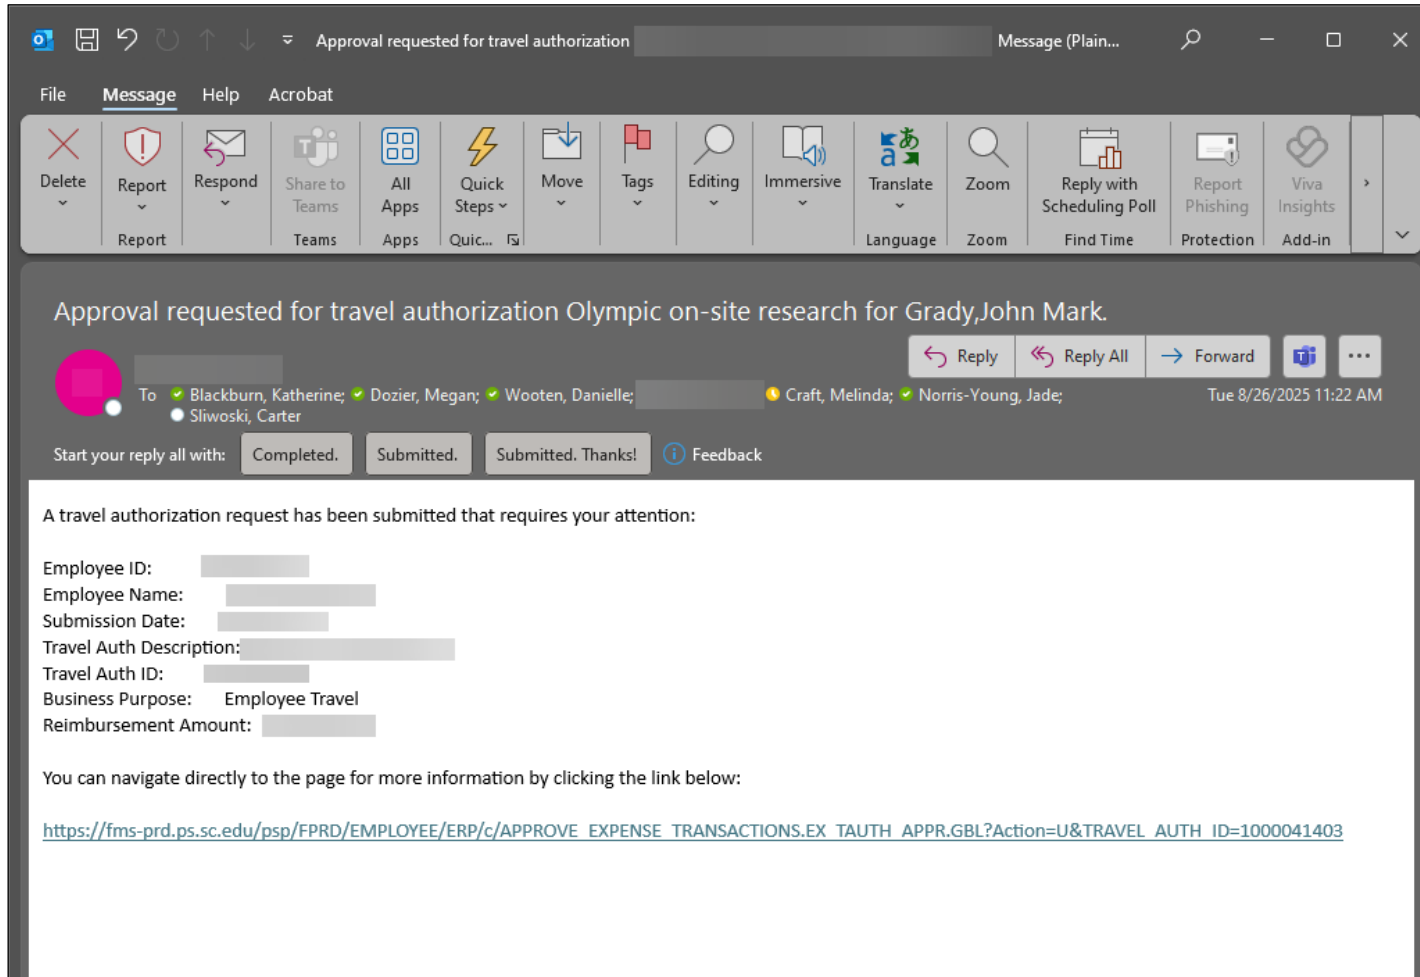 Approval requested for travel authorization
Message (Plain...
File Message Help Acrobat
Delete
Report
Respond
Share to Teams
All Apps
Quick Steps
Move
Tags
Editing
Immersive
Translate
Zoom
Reply with Scheduling Poll
Report Phishing
Viva Insights
Report Teams Apps Quic... Language Zoom Find Time Protection Add-in
Approval requested for travel authorization Olympic on-site research for Grady,John Mark.
Reply Reply All Forward
To Blackburn, Katherine; Dozier, Megan; Wooten, Danielle; Craft, Melinda; Norris-Young, Jade;
Sliwoski, Carter
Tue 8/26/2025 11:22 AM
Start your reply all with: Completed. Submitted. Submitted. Thanks! Feedback
A travel authorization request has been submitted that requires your attention:
Employee ID:
Employee Name:
Submission Date:
Travel Auth Description:
Travel Auth ID:
Business Purpose: Employee Travel
Reimbursement Amount:
You can navigate directly to the page for more information by clicking the link below:
https://fms-prd.ps.sc.edu/psp/FPRD/EMPLOYEE/ERP/c/APPROVE_EXPENSE_TRANSACTIONS.EX_TAUTH_APPR.GBL?Action=U&TRAVEL_AUTH_ID=1000041403